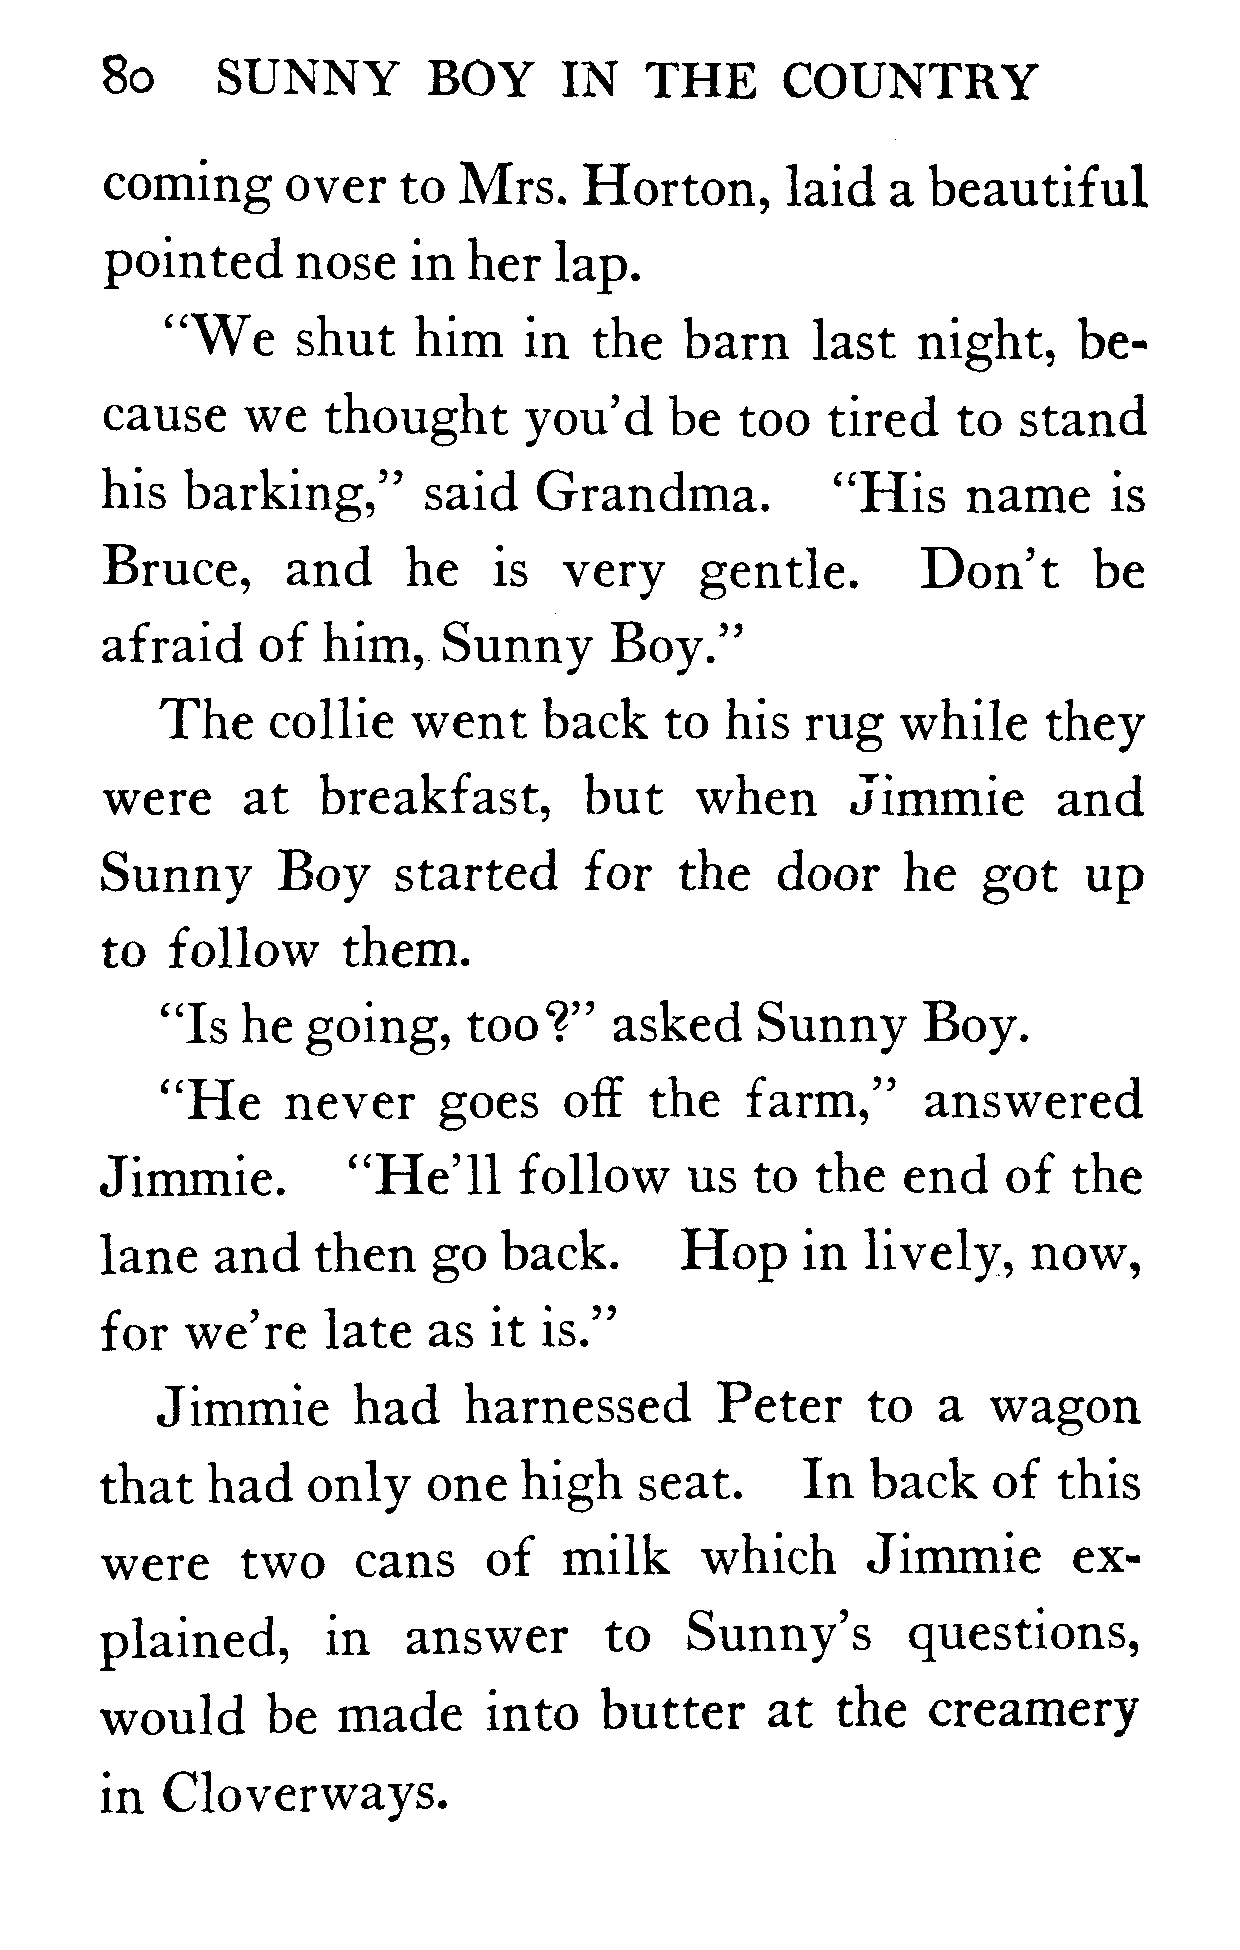 80 SUNNY BOY IN THE COUNTRY
coming over to Mrs. Horton, laid a beautiful
pointed nose in her lap.
“We shut him in the barn last night, be-
cause we thought you’d be too tired to stand
his barking,” said Grandma. “His name is
Bruce, and he is very gentle. Don’t be
afraid of him, Sunny Boy.”
The collie went back to his rug while they
were at breakfast, but when Jimmie and
Sunny Boy started for the door he got up
to follow them.
“Is he going, too?” asked Sunny Boy.
“He never goes off the farm,” answered
Jimmie. “He’ll follow us to the end of the
lane and then go back. Hop in lively, now,
for we’re late as it is.”
Jimmie had harnessed Peter to a wagon
that had only one high seat. In back of this
were two cans of milk which Jimmie ex-
plained, in answer to Sunny’s questions,
would be made into butter at the creamery
in Cloverways.